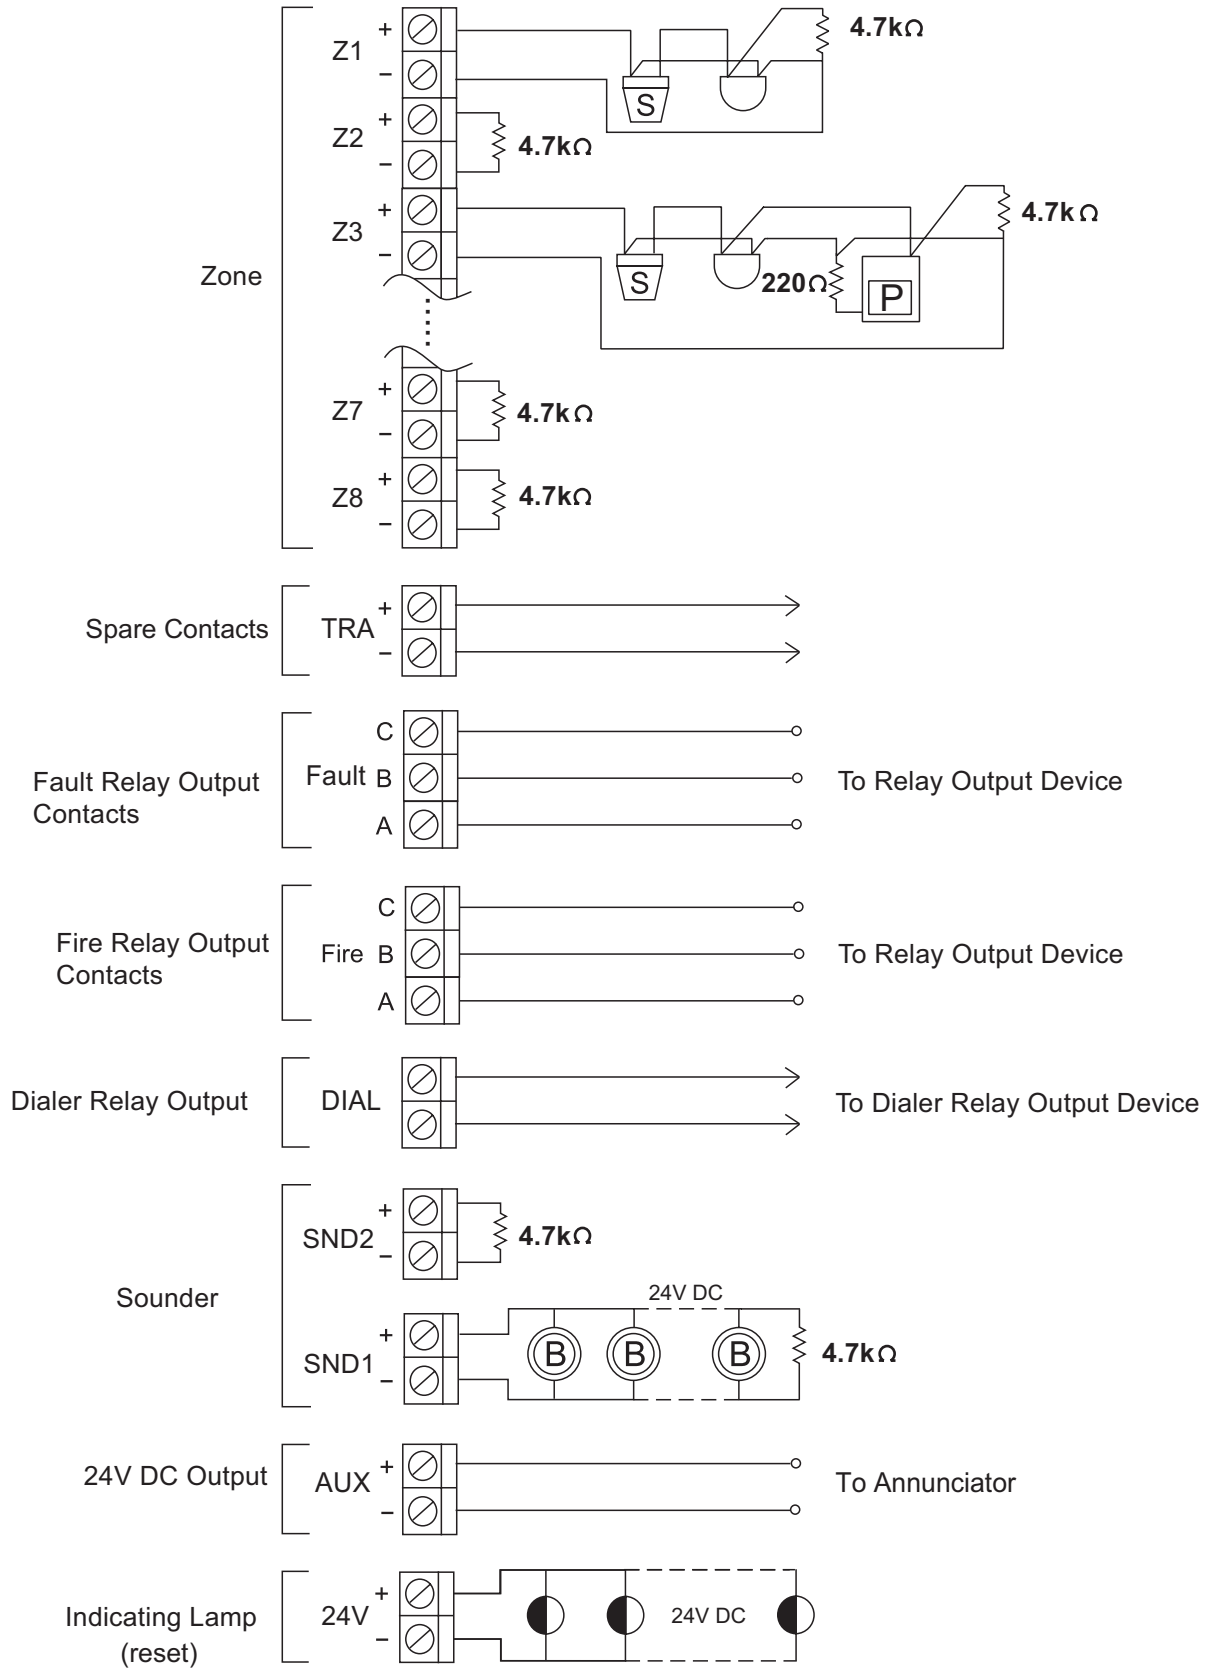 Zone
Z1 + −
S
4.7kΩ
Z2 + −
4.7kΩ
Z3 + −
S
220Ω
P
4.7kΩ
Z7 + −
4.7kΩ
Z8 + −
4.7kΩ
Spare Contacts
TRA + −
Fault Relay Output
Contacts
Fault
C
B
A
To Relay Output Device
Fire Relay Output
Contacts
Fire
C
B
A
To Relay Output Device
Dialer Relay Output
DIAL
To Dialer Relay Output Device
Sounder
SND2 + −
4.7kΩ
SND1 + −
24V DC
B B B
4.7kΩ
24V DC Output
AUX + −
To Annunciator
Indicating Lamp
(reset)
24V + −
24V DC